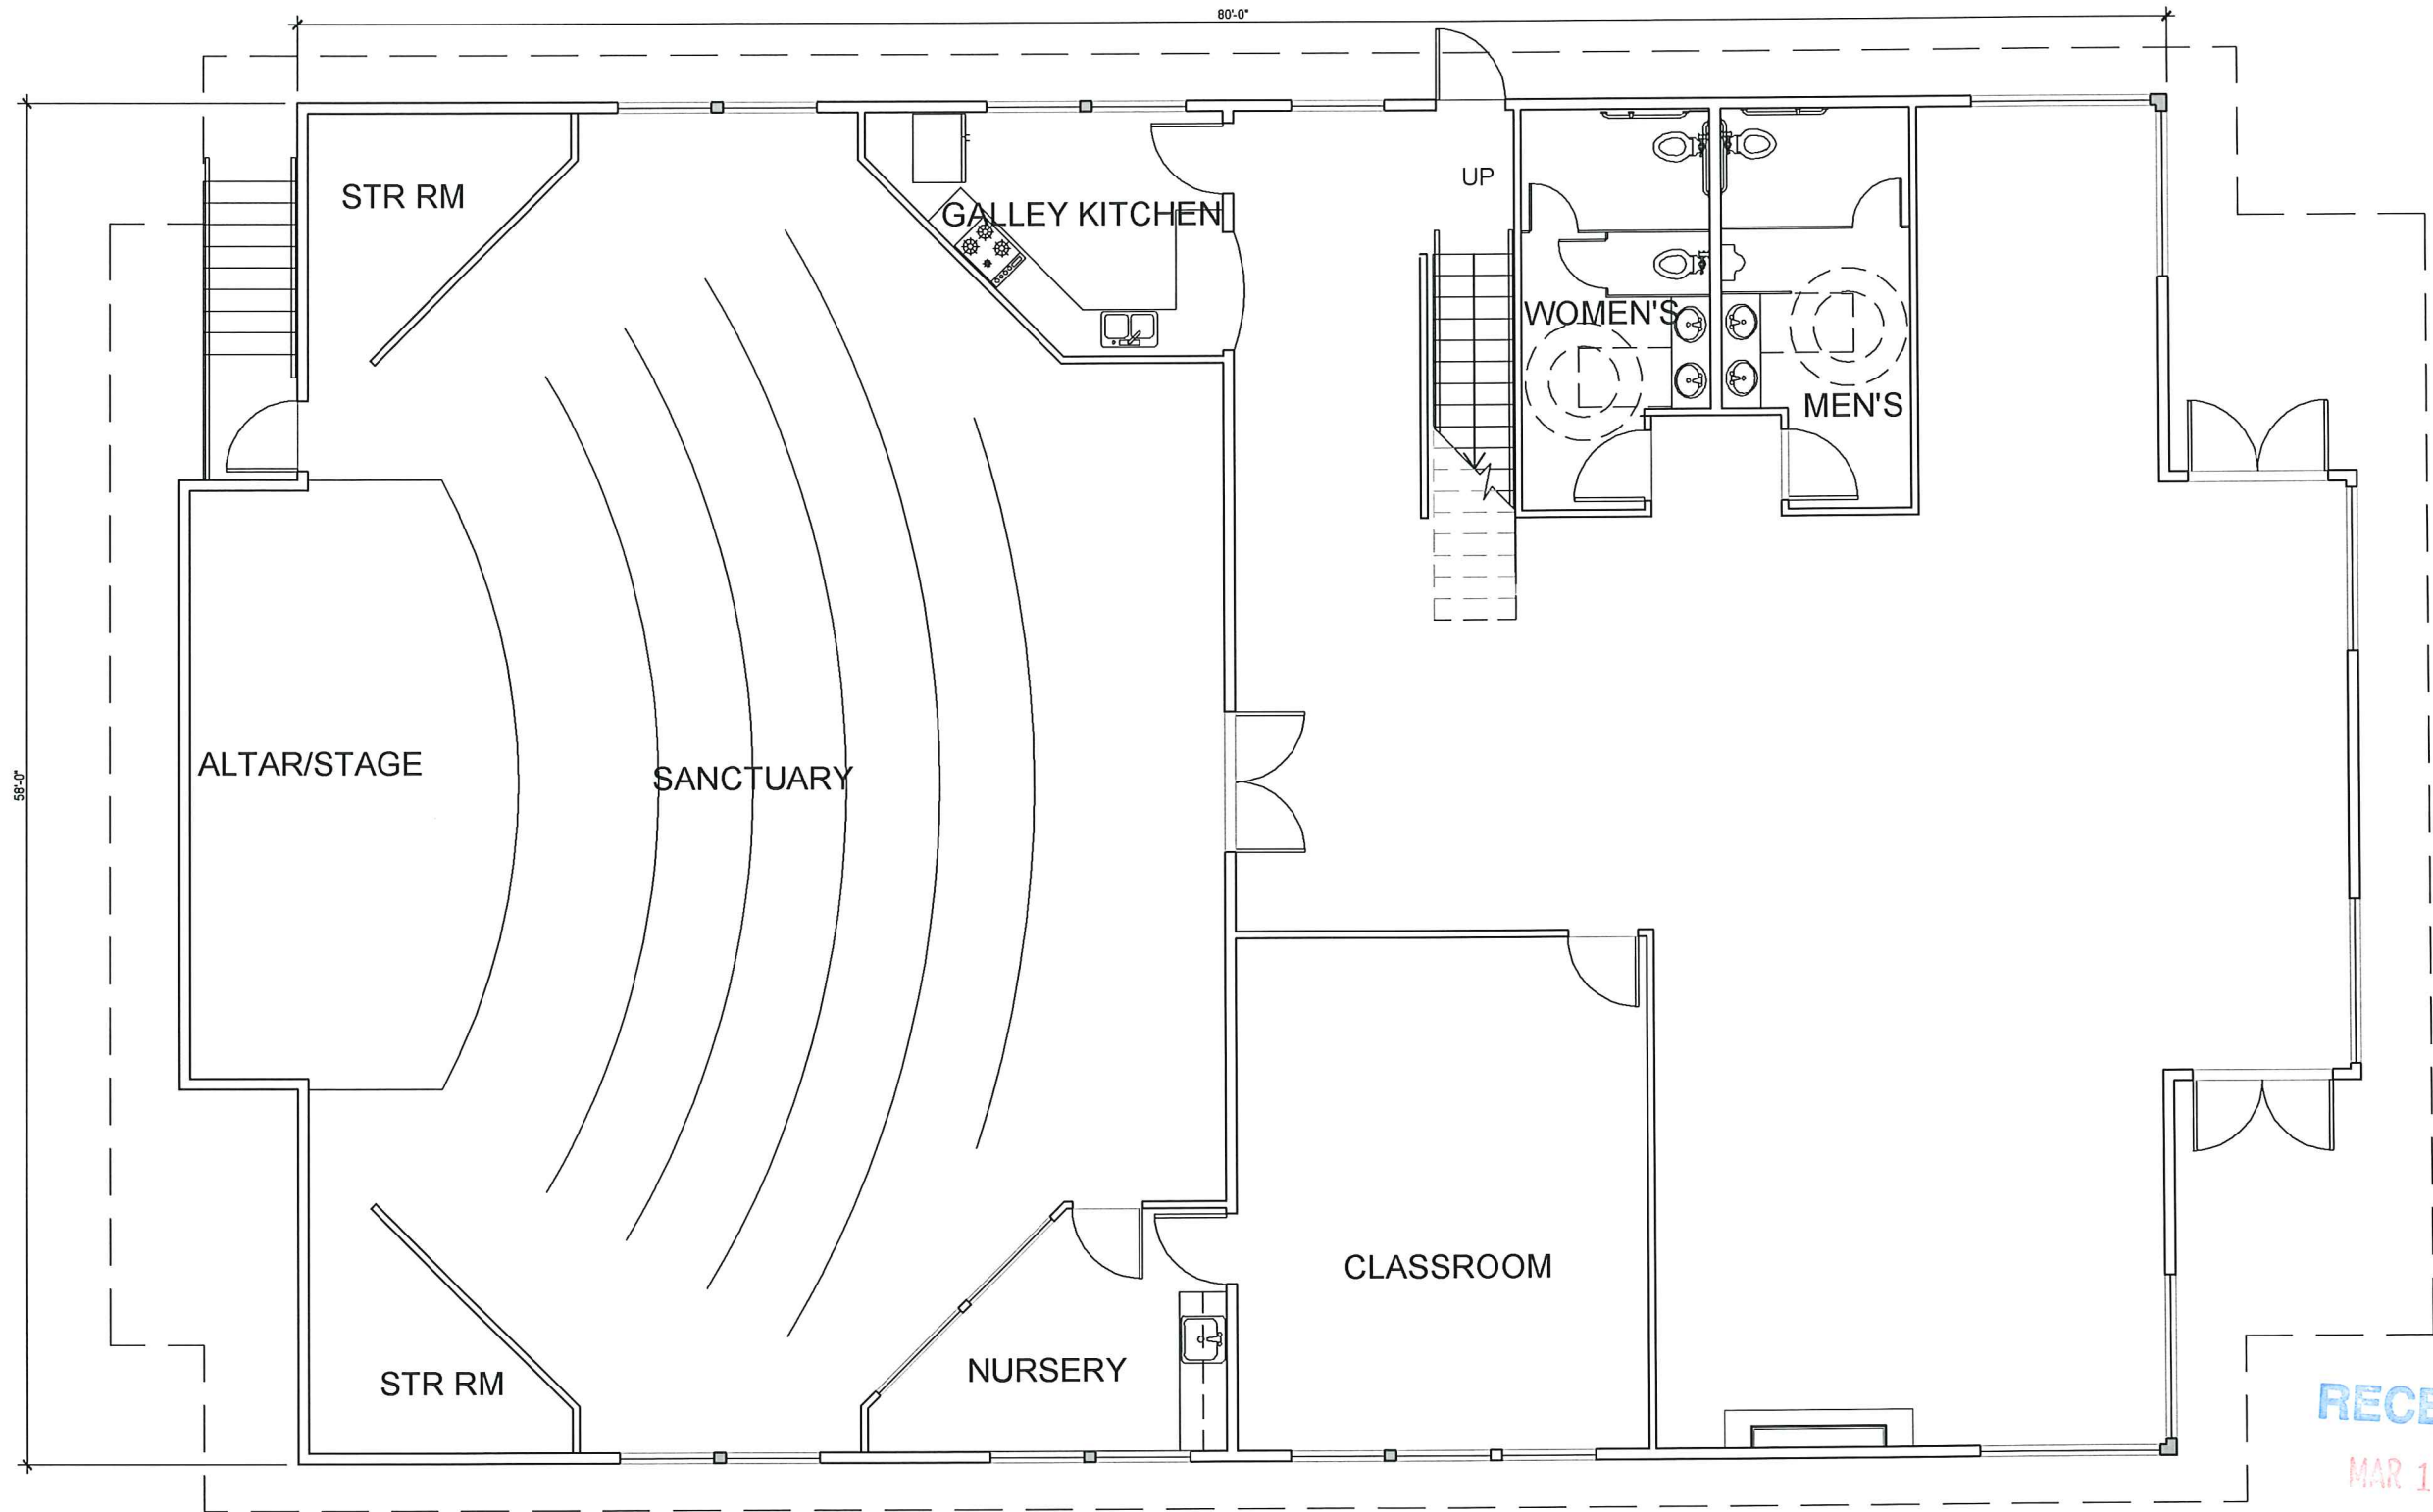 80'-0"
STR RM
UP
GALLEY KITCHEN
WOMEN'S
MEN'S
58'-0"
ALTAR/STAGE
SANCTUARY
CLASSROOM
NURSERY
STR RM
RECE
MAR 1